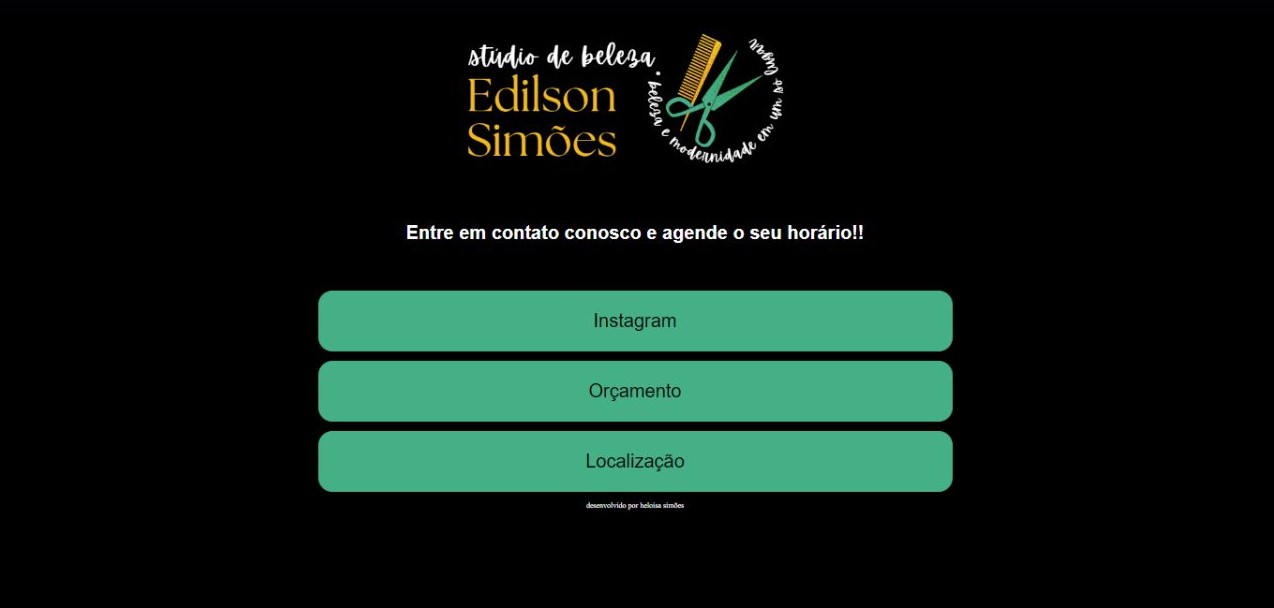 stúdio de beleza
Edilson
Simões
• beleza e modernidade em um só lugar
Entre em contato conosco e agende o seu horário!!
Instagram
Orçamento
Localização
desenvolvido por heloisa simões